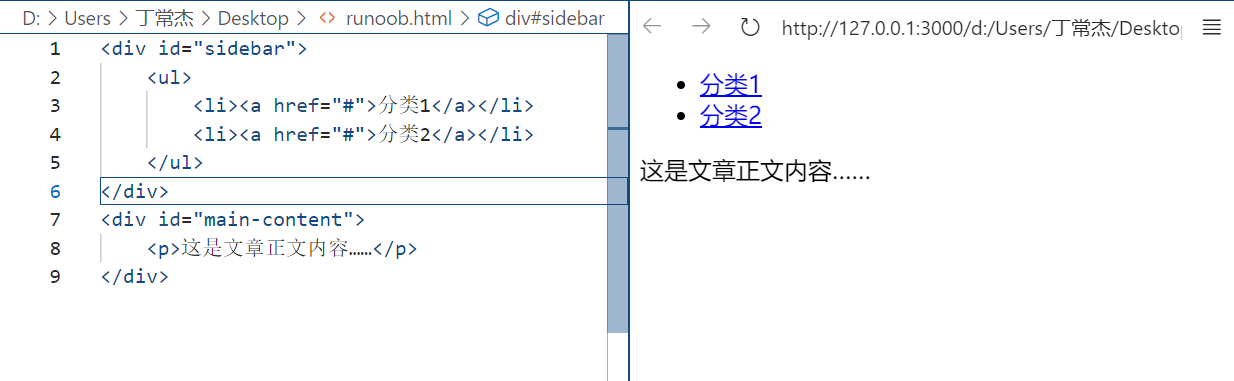 D: > Users > 丁常杰 > Desktop > <> runoob.html > div#sidebar
1 <div id="sidebar">
2 <ul>
3 <li><a href="#">分类1</a></li>
4 <li><a href="#">分类2</a></li>
5 </ul>
6 </div>
7 <div id="main-content">
8 <p>这是文章正文内容……</p>
9 </div>
http://127.0.0.1:3000/d:/Users/丁常杰/Deskto
• 分类1
• 分类2
这是文章正文内容……